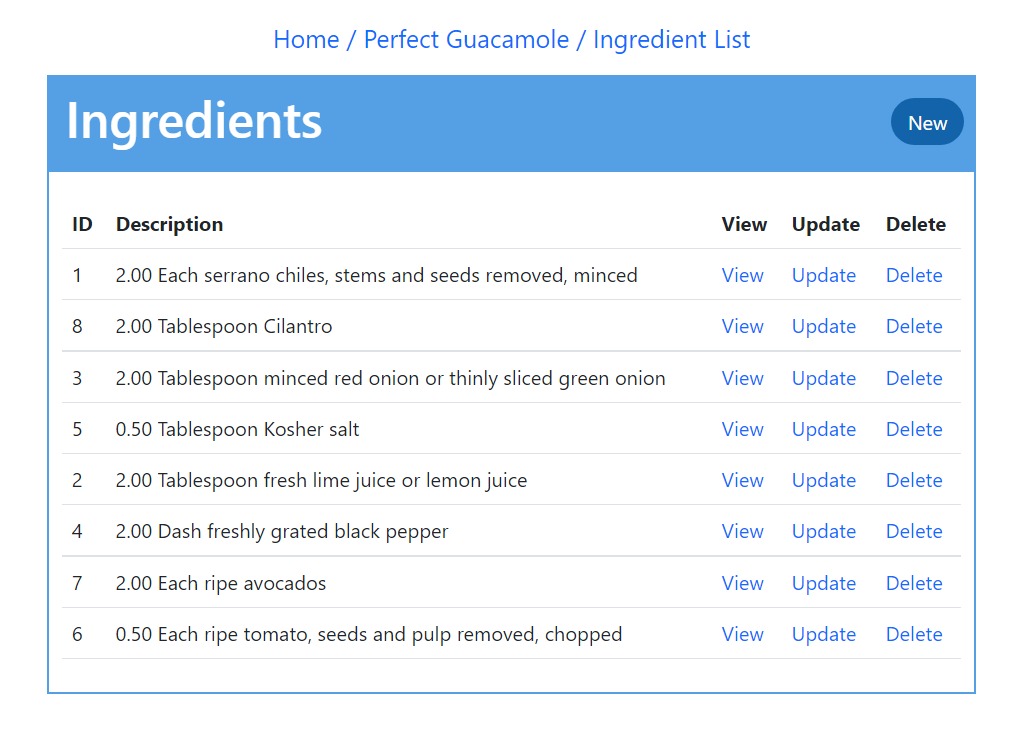 Home / Perfect Guacamole / Ingredient List
Ingredients New
ID Description View Update Delete
1 2.00 Each serrano chiles, stems and seeds removed, minced View Update Delete
8 2.00 Tablespoon Cilantro View Update Delete
3 2.00 Tablespoon minced red onion or thinly sliced green onion View Update Delete
5 0.50 Tablespoon Kosher salt View Update Delete
2 2.00 Tablespoon fresh lime juice or lemon juice View Update Delete
4 2.00 Dash freshly grated black pepper View Update Delete
7 2.00 Each ripe avocados View Update Delete
6 0.50 Each ripe tomato, seeds and pulp removed, chopped View Update Delete